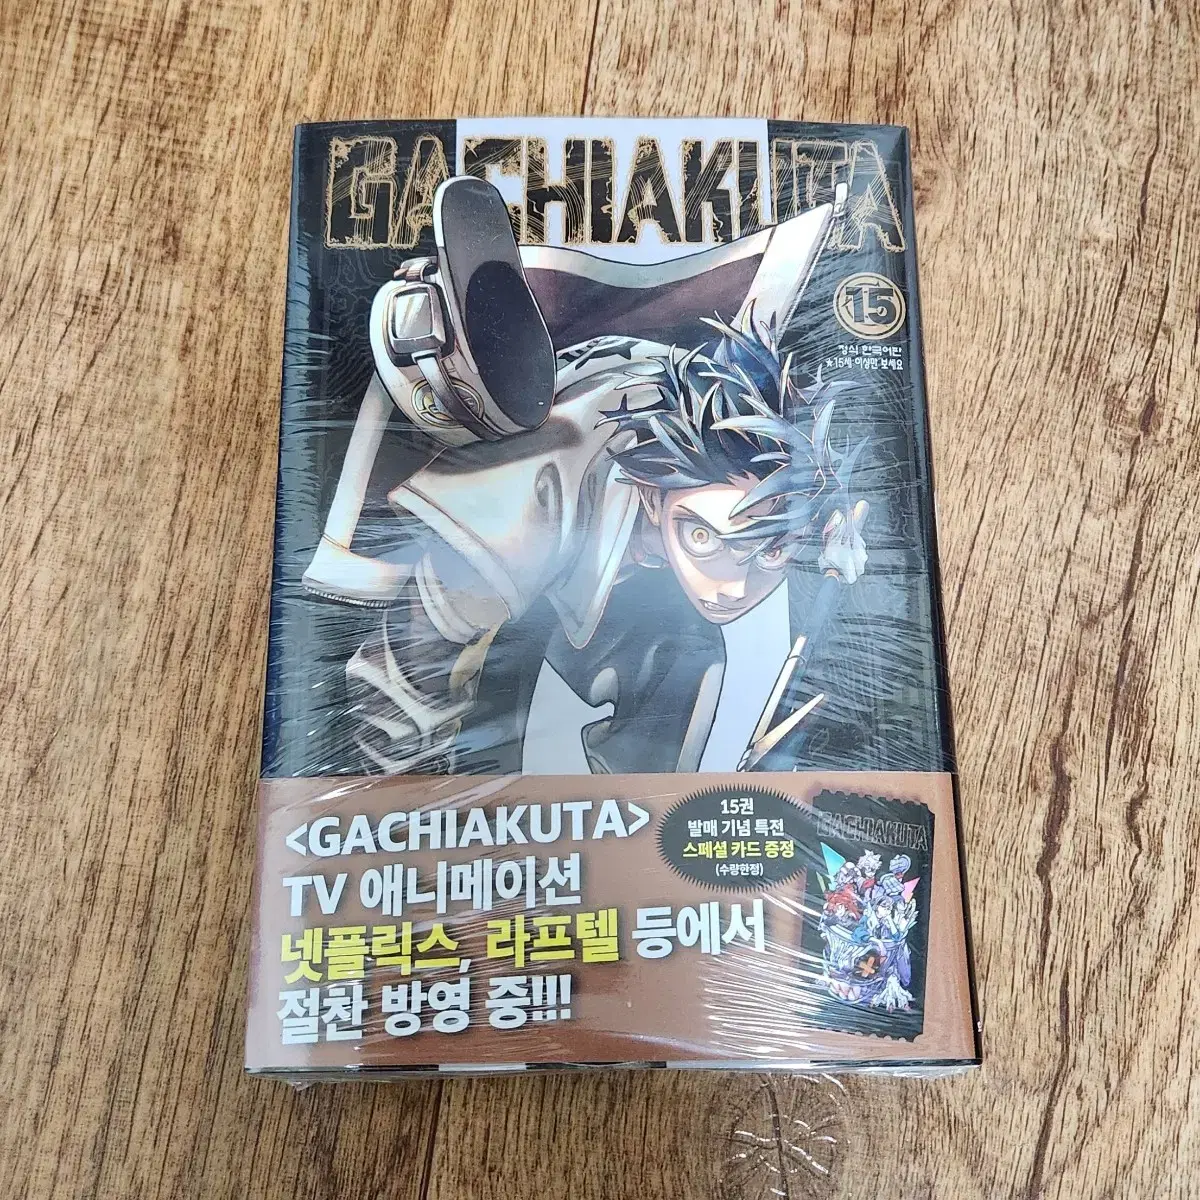 GACHIAKUTA
15
정식 한국어판
★15세 이상만 보세요
<GACHIAKUTA>
TV 애니메이션
넷플릭스, 라프텔 등에서
절찬 방영 중!!!
15권
발매 기념 특전
스페셜 카드 증정
(수량한정)
GACHIAKUTA